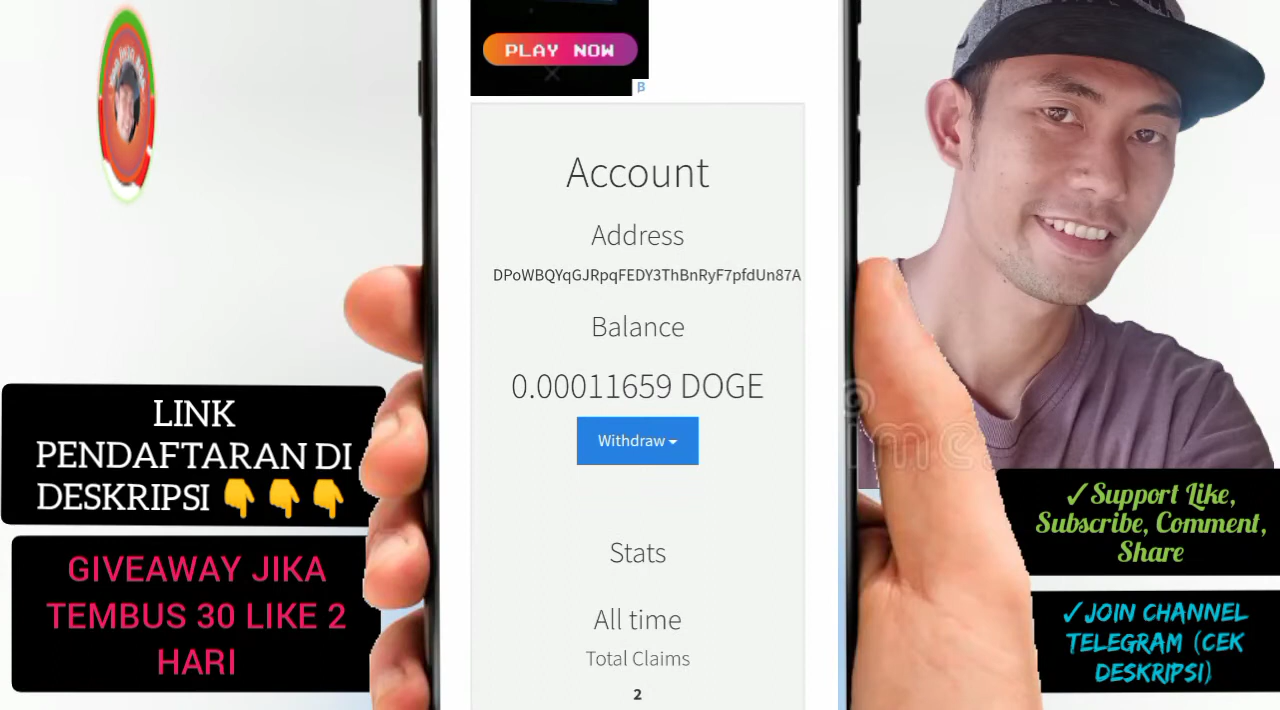 PLAY NOW
Account
Address
DPoWBQYqGJRpqFEDY3ThBnRyF7pfdUn87A
Balance
0.00011659 DOGE
Withdraw
Stats
All time
Total Claims
2
LINK
PENDAFTARAN DI
DESKRIPSI 👇👇👇
GIVEAWAY JIKA
TEMBUS 30 LIKE 2
HARI
✓Support Like,
Subscribe, Comment,
Share
✓JOIN CHANNEL
TELEGRAM (CEK
DESKRIPSI)